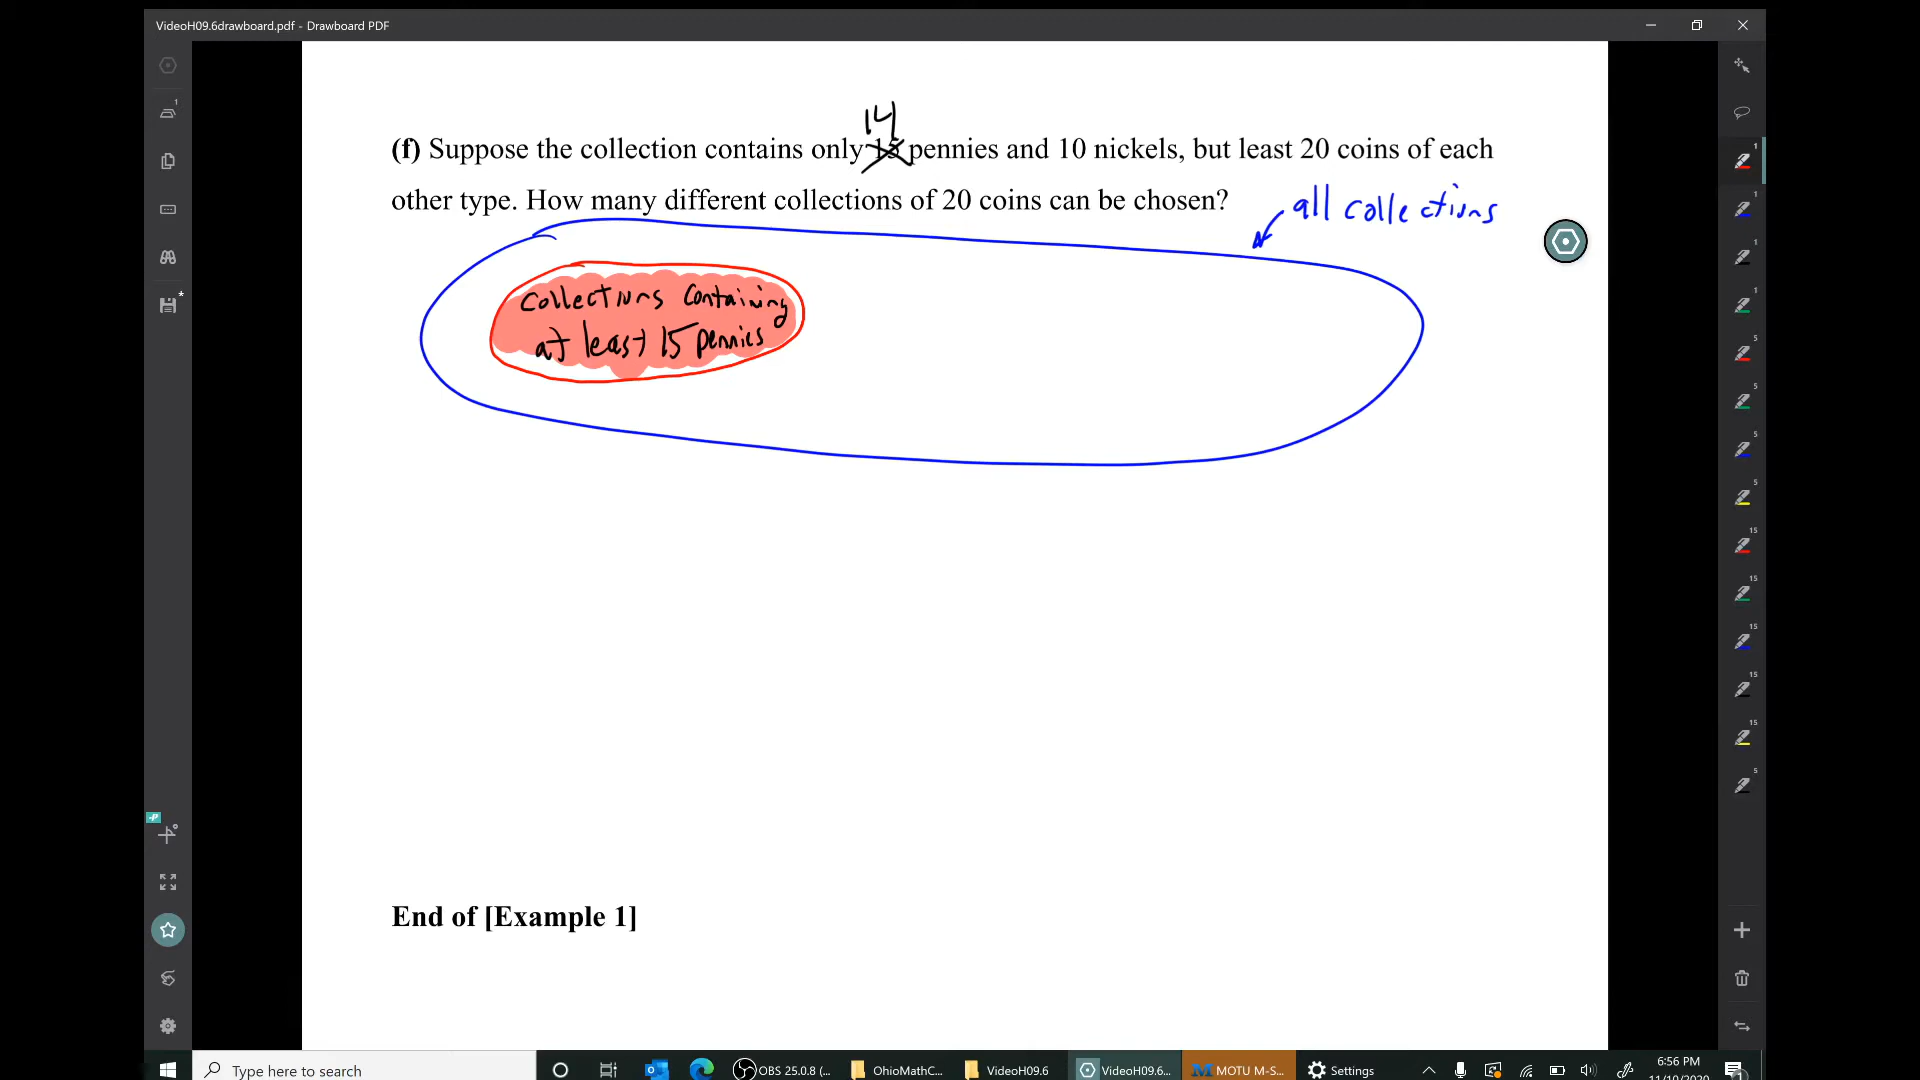 VideoH09.6drawboard.pdf - Drawboard PDF
14
(f) Suppose the collection contains only 15 pennies and 10 nickels, but least 20 coins of each
other type. How many different collections of 20 coins can be chosen?
all collections
Collections Containing
at least 15 pennies
End of [Example 1]
Type here to search
OBS 25.0.8 (...
OhioMathC...
VideoH09.6
VideoH09.6...
MOTU M-S...
Settings
6:56 PM
11/10/2020